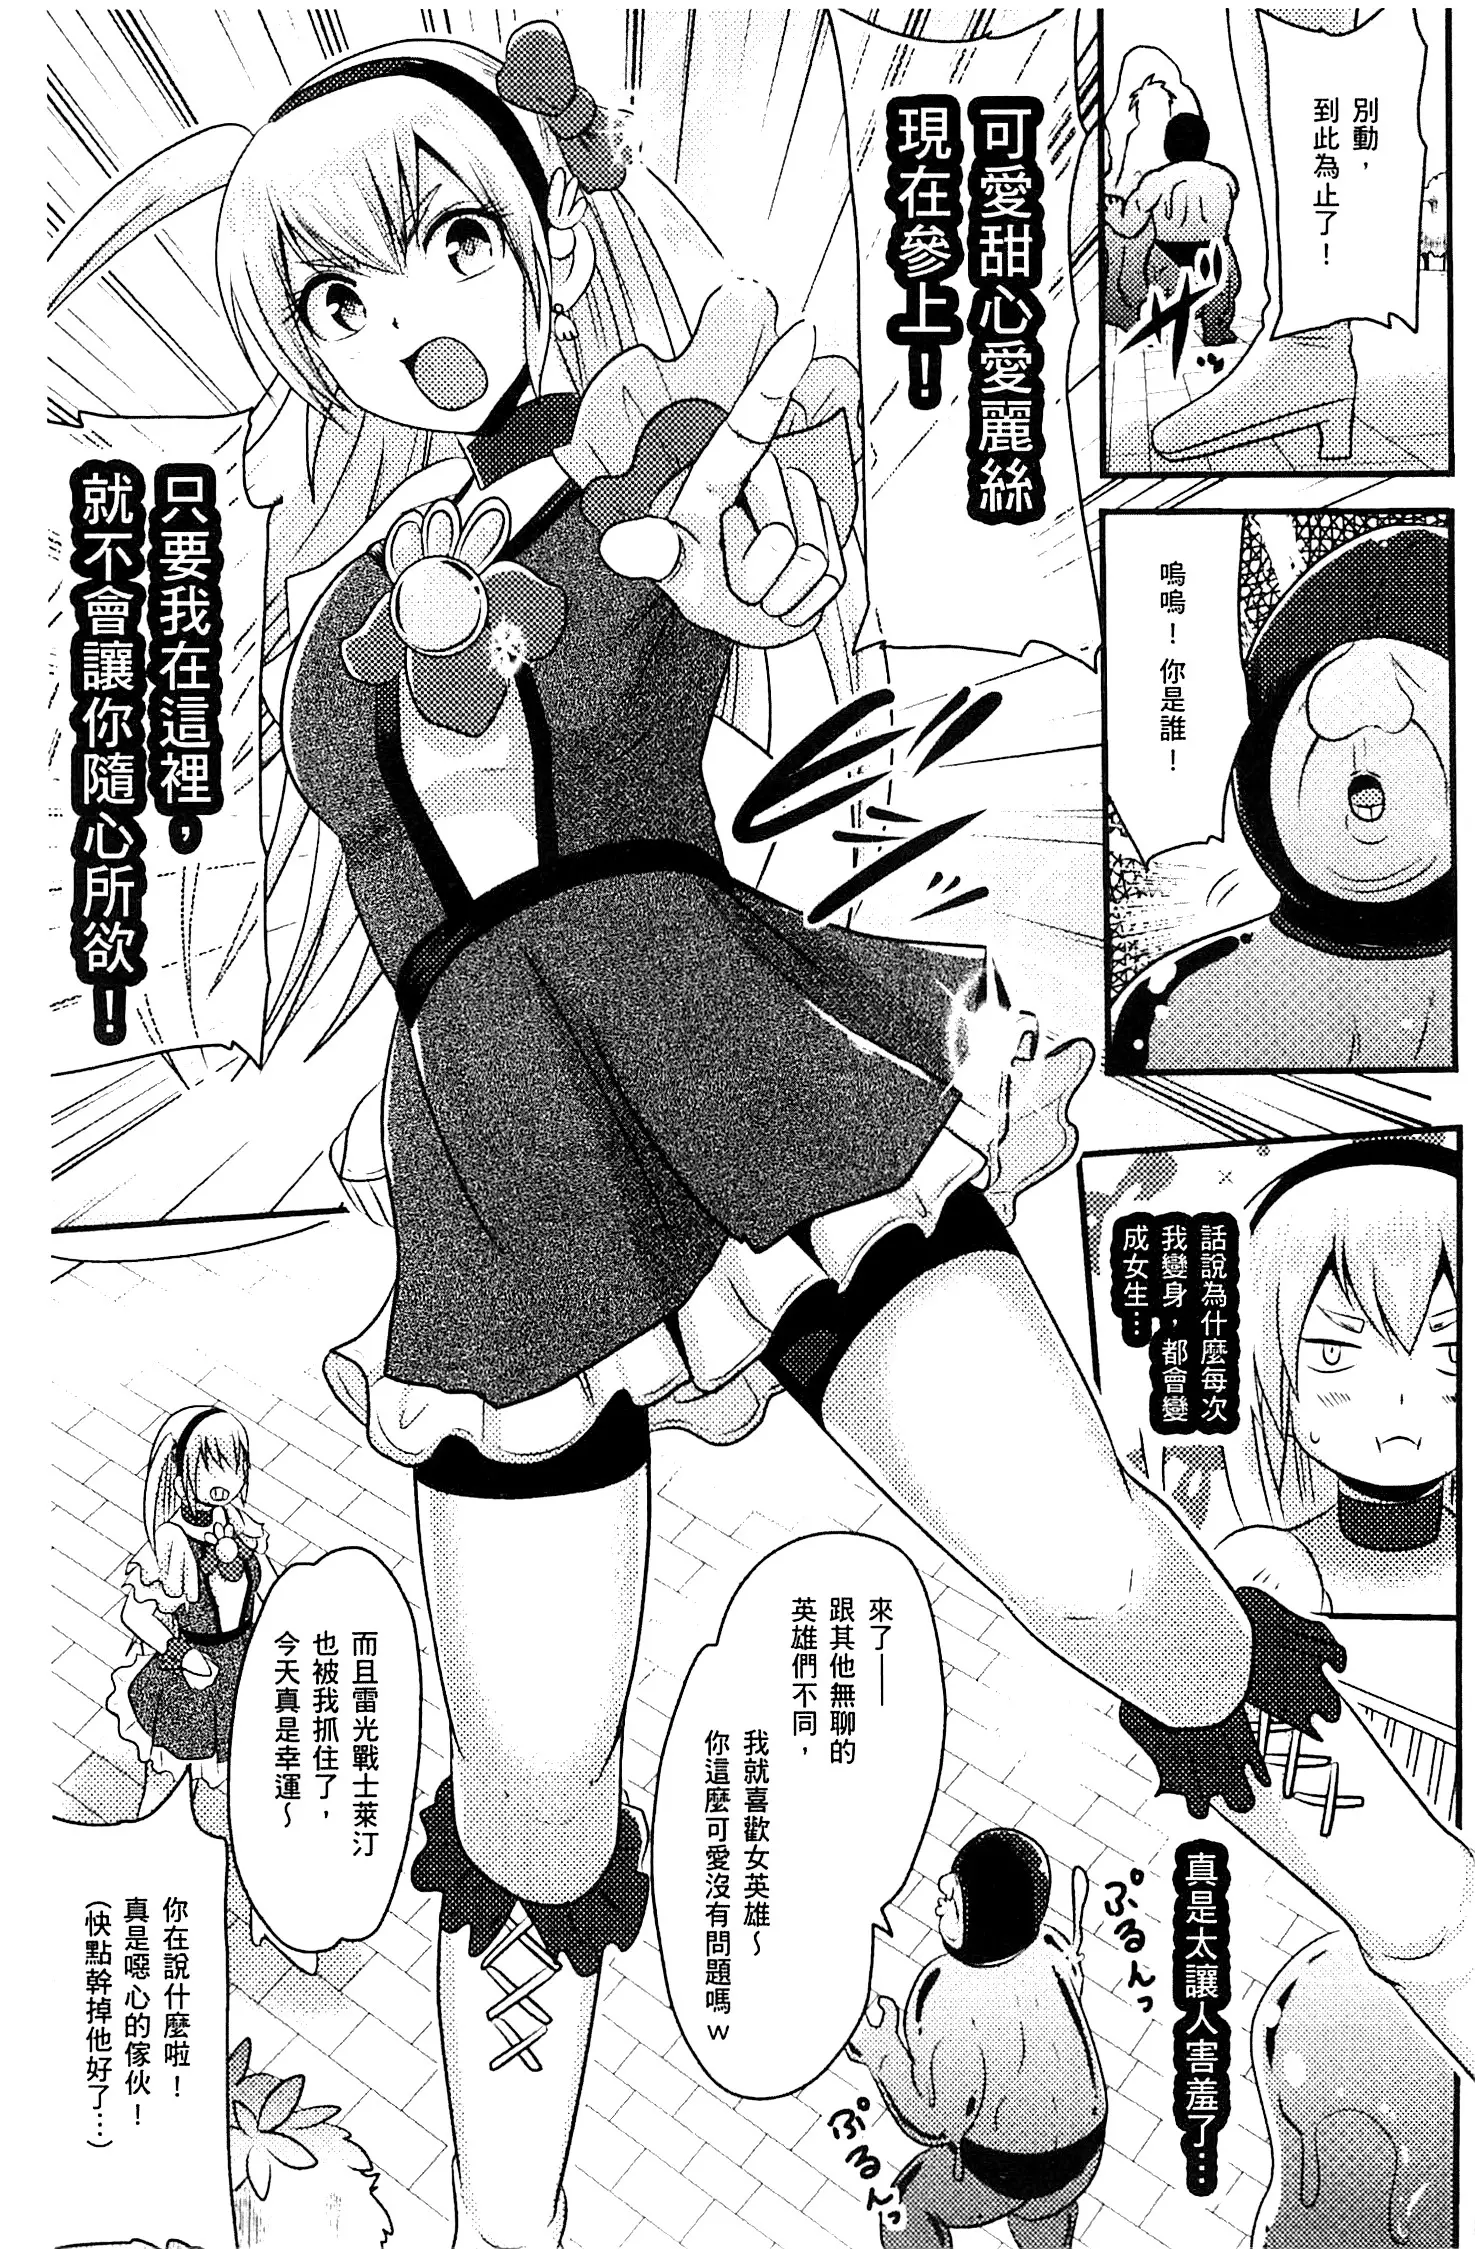 別動，
到此為止了！
ザッ
嗚嗚！你是誰！
可愛甜心愛麗絲
現在參上！
只要我在這裡，
就不會讓你隨心所欲！
ビシッ
話說為什麼每次
我變身，都會變
成女生…
真是太讓人害羞了…
來了──
跟其他無聊的
英雄們不同，
我就喜歡女英雄～
你這麼可愛沒有問題嗎w
ぷるんっ
ぷるんっ
而且雷光戰士萊汀
也被我抓住了，
今天真是幸運～
你在說什麼啦！
真是噁心的傢伙！
（快點幹掉他好了…）